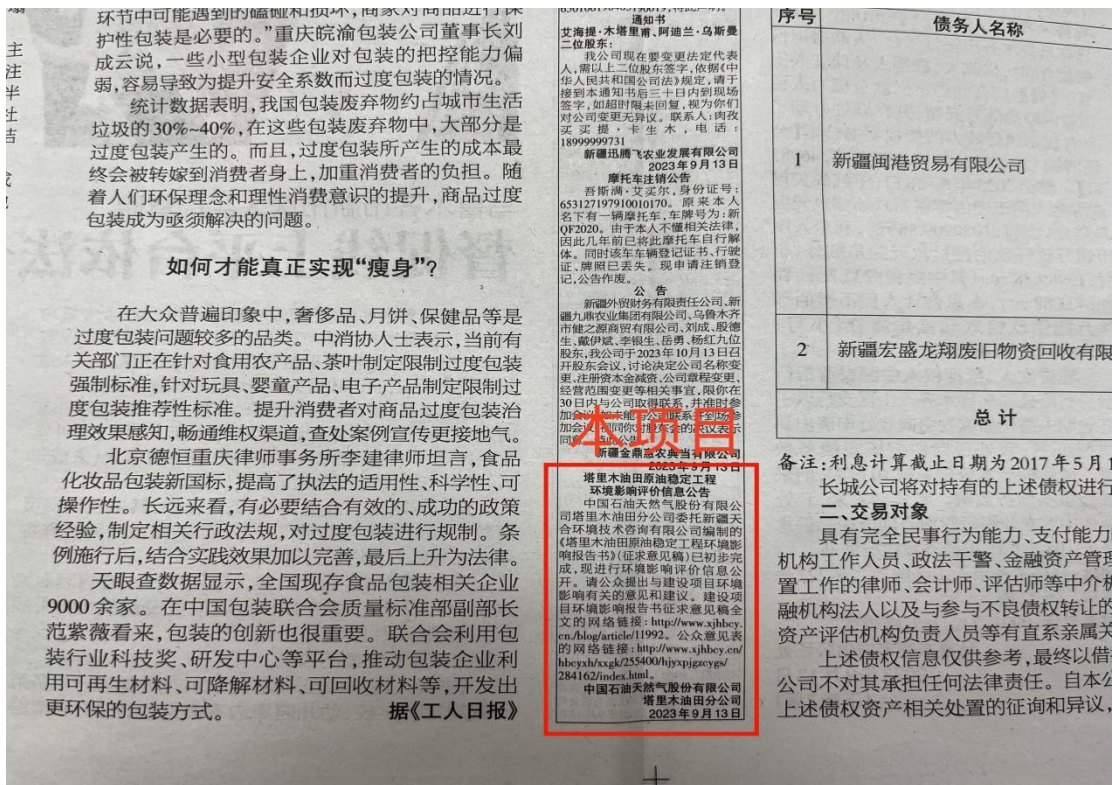 环节中可能遇到的磕碰和损坏,商家对商品进行保
护性包装是必要的。”重庆皖渝包装公司董事长刘
成云说,一些小型包装企业对包装的把控能力偏
弱,容易导致为提升安全系数而过度包装的情况。
统计数据表明,我国包装废弃物约占城市生活
垃圾的30%~40%,在这些包装废弃物中,大部分是
过度包装产生的。而且,过度包装所产生的成本最
终会被转嫁到消费者身上,加重消费者的负担。随
着人们环保理念和理性消费意识的提升,商品过度
包装成为亟须解决的问题。
如何才能真正实现“瘦身”?
在大众普遍印象中,奢侈品、月饼、保健品等是
过度包装问题较多的品类。中消协人士表示,当前有
关部门正在针对食用农产品、茶叶制定限制过度包装
强制标准,针对玩具、婴童产品、电子产品制定限制过
度包装推荐性标准。提升消费者对商品过度包装治
理效果感知,畅通维权渠道,查处案例宣传更接地气。
北京德恒重庆律师事务所李建律师坦言,食品
化妆品包装新国标,提高了执法的适用性、科学性、可
操作性。长远来看,有必要结合有效的、成功的政策
经验,制定相关行政法规,对过度包装进行规制。条
例施行后,结合实践效果加以完善,最后上升为法律。
天眼查数据显示,全国现存食品包装相关企业
9000余家。在中国包装联合会质量标准部副部长
范紫薇看来,包装的创新也很重要。联合会利用包
装行业科技奖、研发中心等平台,推动包装企业利
用可再生材料、可降解材料、可回收材料等,开发出
更环保的包装方式。 据《工人日报》
通知书
艾海提·木塔里甫、阿迪兰·乌斯曼
二位股东:
我公司现在要变更法定代表
人,需以上二位股东签字,依据《中
华人民共和国公司法》规定,请于
接到本通知书后三十日内到现场
签字,如超时限未回复,视为你们
对公司变更无异议。联系人:肉孜
买买提·卡生木,电话:
18999999731
新疆迅腾飞农业发展有限公司
2023年9月13日
摩托车注销公告
吾斯满·艾买尔,身份证号:
653127197910010170。原来本人
名下有一辆摩托车,车牌号为:新
QF2020。由于本人不懂相关法律,
因此几年前已将此摩托车自行解
体。同时该车车辆登记证书、行驶
证、牌照已丢失。现申请注销登
记,公告作废。
公 告
新疆外贸财务有限责任公司、新
疆九鼎农业集团有限公司、乌鲁木齐
市健之源商贸有限公司、刘成、殷德
生、戴伊斌、李银生、岳勇、杨红九位
股东,我公司于2023年10月13日召
开股东会议,讨论决定公司名称变
更、注册资本金减资、公司章程变更、
经营范围变更等相关事宜,限你在
30日内与公司取得联系,并准时参
加会议,如未能与公司联系并到场参
加会议,视同你对股东会的决议表示
同意
本项目
新疆金鼎惠农典当有限公司
2023年9月13日
塔里木油田原油稳定工程
环境影响评价信息公告
中国石油天然气股份有限公
司塔里木油田分公司委托新疆天
合环境技术咨询有限公司编制的
《塔里木油田原油稳定工程环境影
响报告书》(征求意见稿)已初步完
成,现进行环境影响评价信息公
开。请公众提出与建设项目环境
影响有关的意见和建议。建设项
目环境影响报告书征求意见稿全
文的网络链接:http://www.xjhbcy.
cn./blog/article/11992。公众意见表
的网络链接:http://www.xjhbcy.cn/
hbcyxh/xxgk/255400/hjyxpjgzcygs/
284162/index.html。
中国石油天然气股份有限公司
塔里木油田分公司
2023年9月13日
序号 债务人名称
1 新疆闽港贸易有限公司
2 新疆宏盛龙翔废旧物资回收有限
总 计
备注:利息计算截止日期为2017年5月1
长城公司将对持有的上述债权进行
二、交易对象
具有完全民事行为能力、支付能力
机构工作人员、政法干警、金融资产管理
置工作的律师、会计师、评估师等中介机
融机构法人以及与参与不良债权转让的
资产评估机构负责人员等有直系亲属关
上述债权信息仅供参考,最终以借
公司不对其承担任何法律责任。自本公
上述债权资产相关处置的征询和异议,